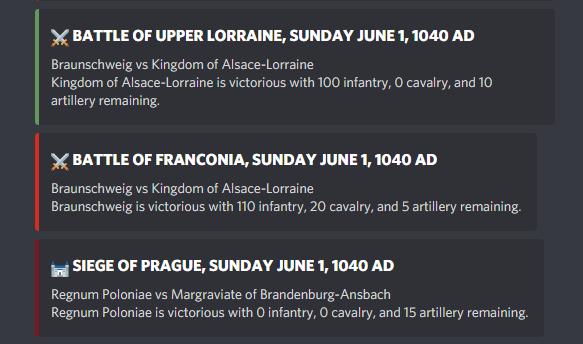 BATTLE OF UPPER LORRAINE, SUNDAY JUNE 1, 1040 AD
Braunschweig vs Kingdom of Alsace-Lorraine
Kingdom of Alsace-Lorraine is victorious with 100 infantry, 0 cavalry, and 10
artillery remaining.
BATTLE OF FRANCONIA, SUNDAY JUNE 1, 1040 AD
Braunschweig vs Kingdom of Alsace-Lorraine
Braunschweig is victorious with 110 infantry, 20 cavalry, and 5 artillery remaining.
SIEGE OF PRAGUE, SUNDAY JUNE 1, 1040 AD
Regnum Poloniae vs Margraviate of Brandenburg-Ansbach
Regnum Poloniae is victorious with 0 infantry, 0 cavalry, and 15 artillery remaining.